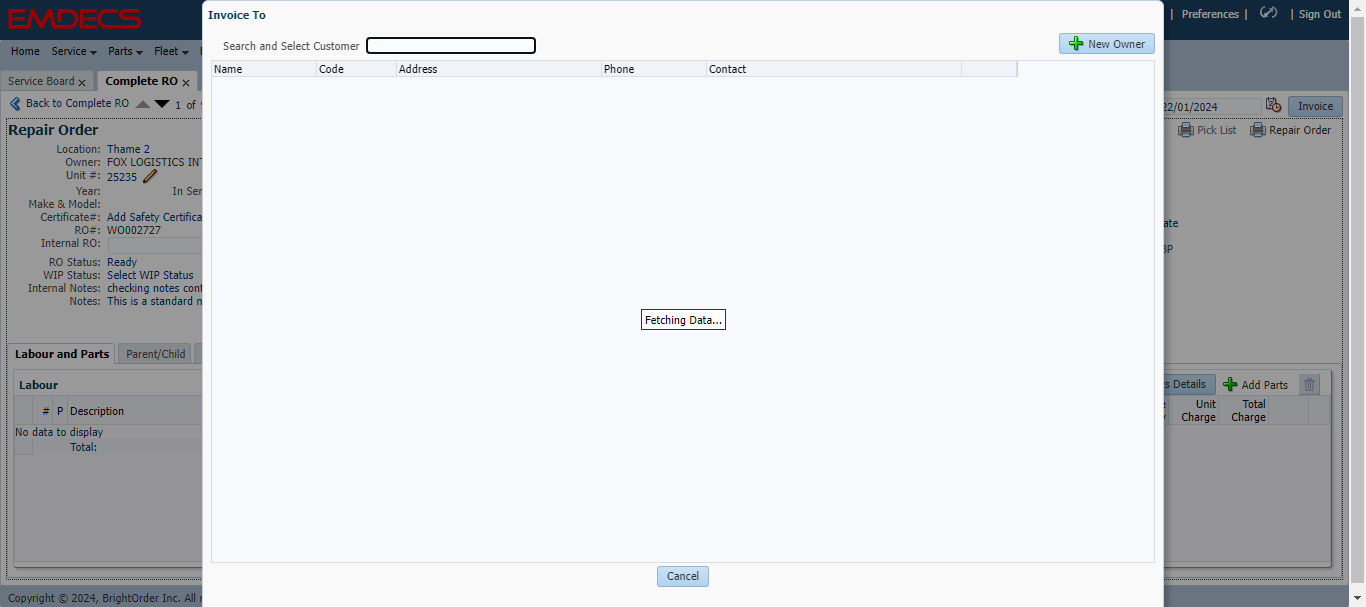 EMDECS
| Preferences | | Sign Out
Home Service Parts Fleet
Service Board x Complete RO x
Back to Complete RO 1 of
22/01/2024 Invoice
Pick List Repair Order
Repair Order
Location: Thame 2
Owner: FOX LOGISTICS INT
Unit #: 25235
Year: In Ser
Make & Model:
Certificate#: Add Safety Certifica
RO#: WO002727
Internal RO:
RO Status: Ready
WIP Status: Select WIP Status
Internal Notes: checking notes cont
Notes: This is a standard n
Labour and Parts Parent/Child
Labour
# P Description
No data to display
Total:
Invoice To
Search and Select Customer
New Owner
Name Code Address Phone Contact
Fetching Data...
Cancel
ate
BP
s Details Add Parts
Unit Total
Charge Charge
Copyright © 2024, BrightOrder Inc. All